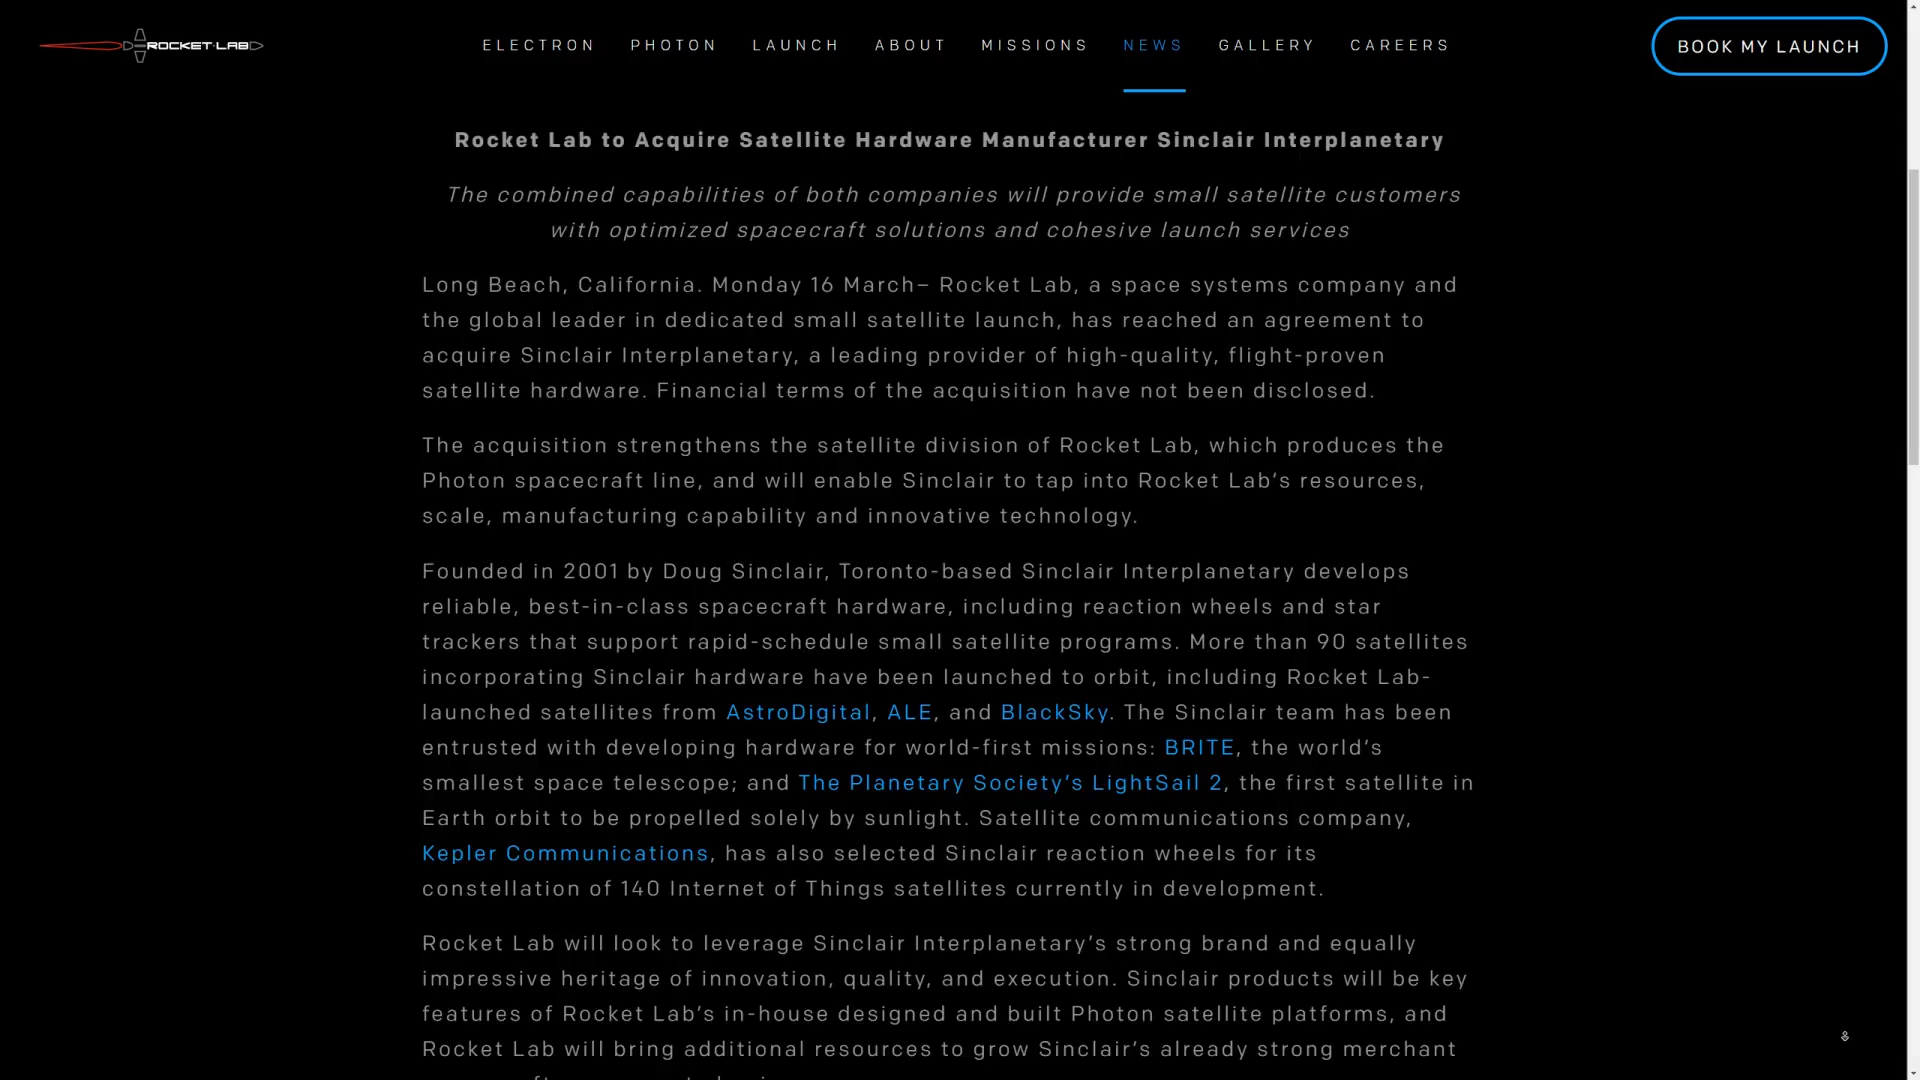 ROCKET LAB
ELECTRON PHOTON LAUNCH ABOUT MISSIONS NEWS GALLERY CAREERS
BOOK MY LAUNCH
Rocket Lab to Acquire Satellite Hardware Manufacturer Sinclair Interplanetary
The combined capabilities of both companies will provide small satellite customers
with optimized spacecraft solutions and cohesive launch services
Long Beach, California. Monday 16 March– Rocket Lab, a space systems company and
the global leader in dedicated small satellite launch, has reached an agreement to
acquire Sinclair Interplanetary, a leading provider of high-quality, flight-proven
satellite hardware. Financial terms of the acquisition have not been disclosed.
The acquisition strengthens the satellite division of Rocket Lab, which produces the
Photon spacecraft line, and will enable Sinclair to tap into Rocket Lab’s resources,
scale, manufacturing capability and innovative technology.
Founded in 2001 by Doug Sinclair, Toronto-based Sinclair Interplanetary develops
reliable, best-in-class spacecraft hardware, including reaction wheels and star
trackers that support rapid-schedule small satellite programs. More than 90 satellites
incorporating Sinclair hardware have been launched to orbit, including Rocket Lab-
launched satellites from AstroDigital, ALE, and BlackSky. The Sinclair team has been
entrusted with developing hardware for world-first missions: BRITE, the world’s
smallest space telescope; and The Planetary Society’s LightSail 2, the first satellite in
Earth orbit to be propelled solely by sunlight. Satellite communications company,
Kepler Communications, has also selected Sinclair reaction wheels for its
constellation of 140 Internet of Things satellites currently in development.
Rocket Lab will look to leverage Sinclair Interplanetary’s strong brand and equally
impressive heritage of innovation, quality, and execution. Sinclair products will be key
features of Rocket Lab’s in-house designed and built Photon satellite platforms, and
Rocket Lab will bring additional resources to grow Sinclair’s already strong merchant